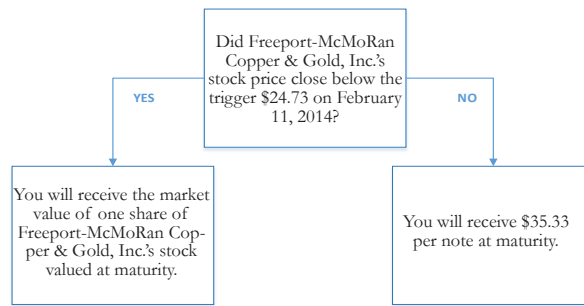 Did Freeport-McMoRan
Copper & Gold, Inc.'s
stock price close below the
trigger $24.73 on February
11, 2014?
YES
NO
You will receive the market
value of one share of
Freeport-McMoRan Cop-
per & Gold, Inc.'s stock
valued at maturity.
You will receive $35.33
per note at maturity.